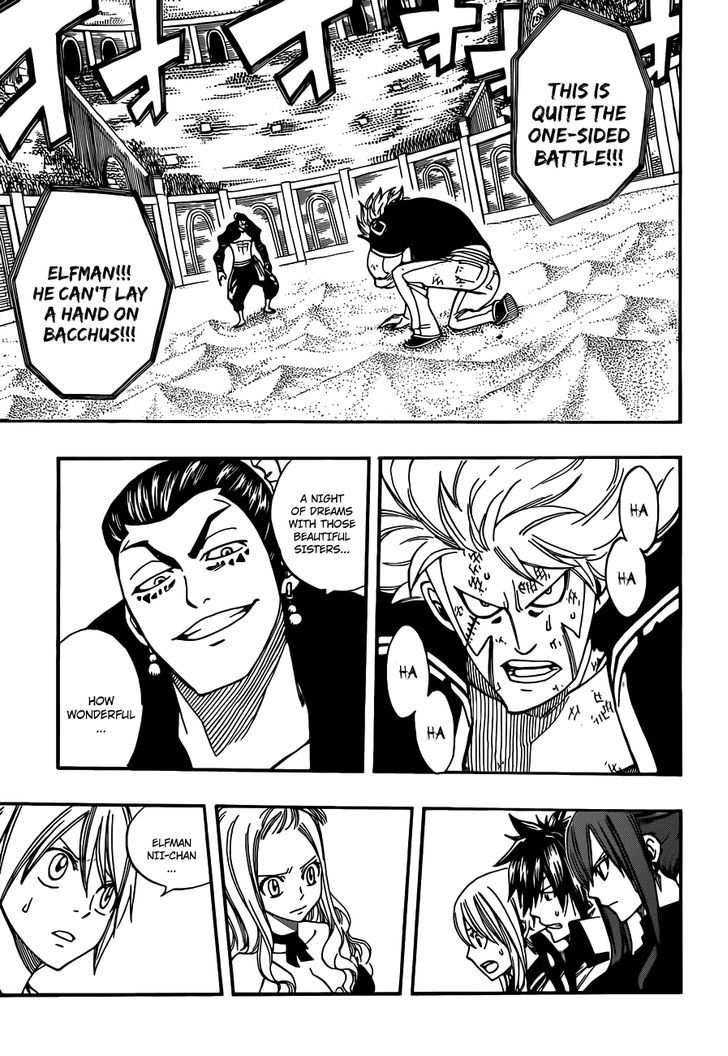 THIS IS
QUITE THE
ONE-SIDED
BATTLE!!!
ELFMAN!!!
HE CAN'T LAY
A HAND ON
BACCHUS!!!
HA
HA
HA
HA
A NIGHT
OF DREAMS
WITH THOSE
BEAUTIFUL
SISTERS...
HOW
WONDERFUL
...
ELFMAN
NII-CHAN
...